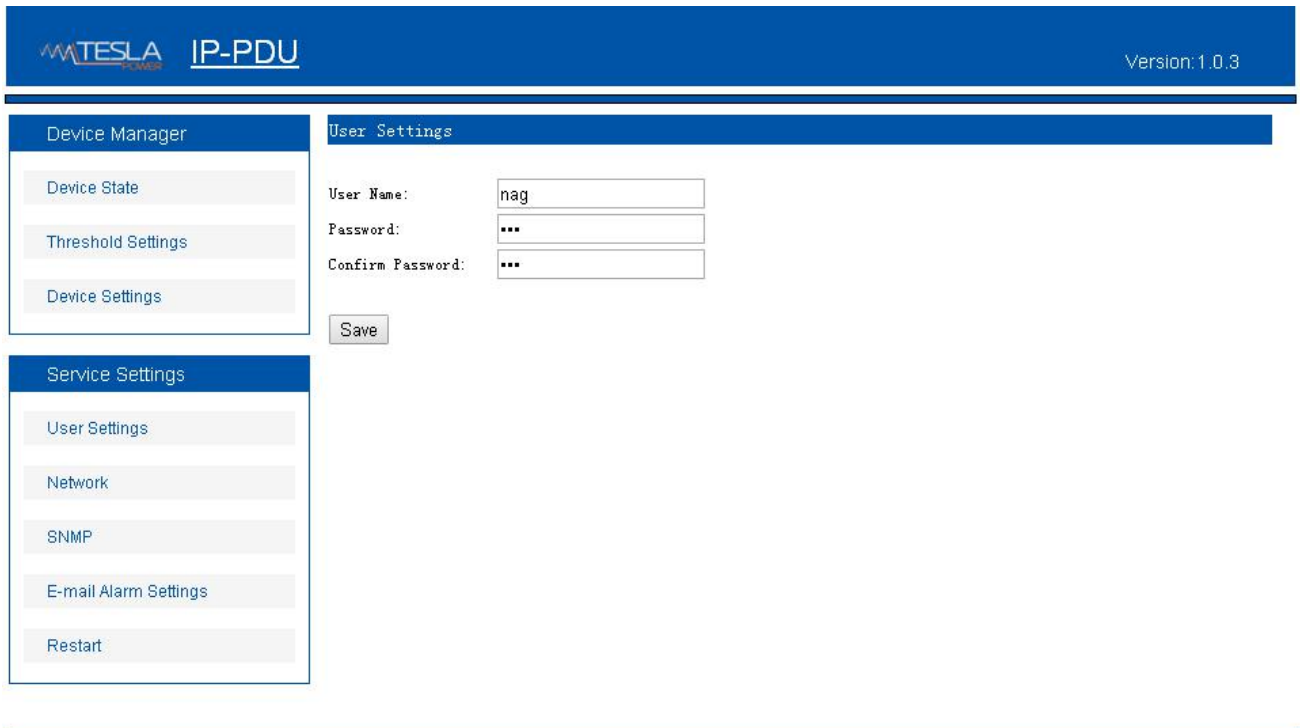 TESLA
POWER
IP-PDU
Version:1.0.3
Device Manager
Device State
Threshold Settings
Device Settings
Service Settings
User Settings
Network
SNMP
E-mail Alarm Settings
Restart
User Settings
User Name: nag
Password: •••
Confirm Password: •••
Save